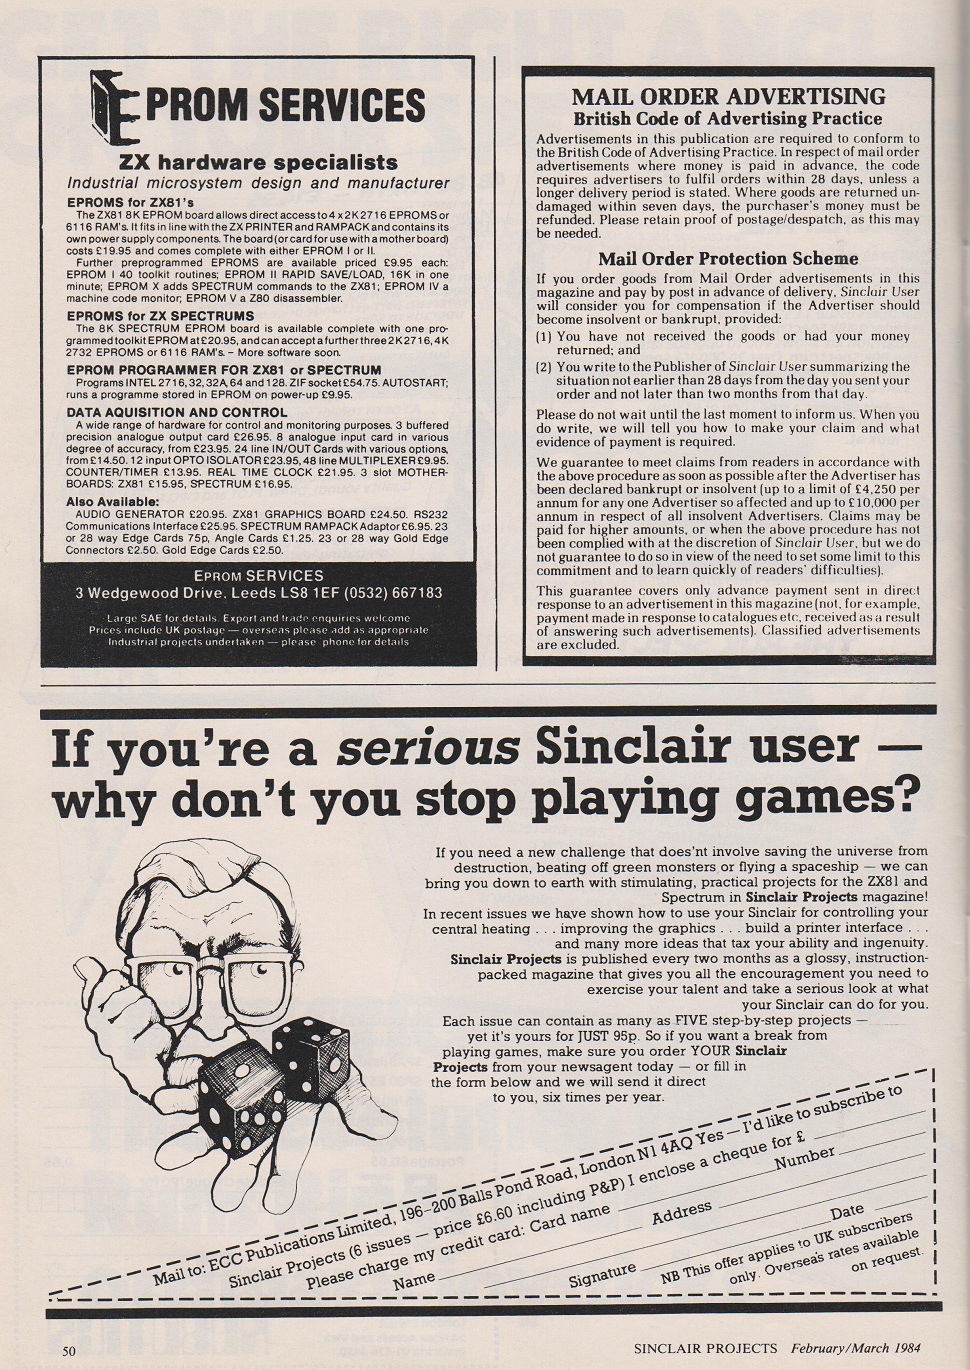 EPROM SERVICES
ZX hardware specialists
Industrial microsystem design and manufacturer
EPROMS for ZX81's
The ZX81 8K EPROM board allows direct access to 4 x 2K 2716 EPROMS or
6116 RAM's. It fits in line with the ZX PRINTER and RAMPACK and contains its
own power supply components. The board (or card for use with a mother board)
costs £19.95 and comes complete with either EPROM I or II.
Further preprogrammed EPROMS are available priced £9.95 each:
EPROM I 40 toolkit routines; EPROM II RAPID SAVE/LOAD, 16K in one
minute; EPROM X adds SPECTRUM commands to the ZX81; EPROM IV a
machine code monitor; EPROM V a Z80 disassembler.
EPROMS for ZX SPECTRUMS
The 8K SPECTRUM EPROM board is available complete with one pro-
grammed toolkit EPROM at £20.95, and can accept a further three 2K 2716, 4K
2732 EPROMS or 6116 RAM's. – More software soon.
EPROM PROGRAMMER FOR ZX81 or SPECTRUM
Programs INTEL 2716, 32, 32A, 64 and 128. ZIF socket £54.75. AUTOSTART;
runs a programme stored in EPROM on power-up £9.95.
DATA AQUISITION AND CONTROL
A wide range of hardware for control and monitoring purposes. 3 buffered
precision analogue output card £26.95. 8 analogue input card in various
degree of accuracy, from £23.95. 24 line IN/OUT Cards with various options,
from £14.50. 12 input OPTO ISOLATOR £23.95, 48 line MULTIPLEXER £9.95.
COUNTER/TIMER £13.95. REAL TIME CLOCK £21.95. 3 slot MOTHER-
BOARDS: ZX81 £15.95, SPECTRUM £16.95.
Also Available:
AUDIO GENERATOR £20.95. ZX81 GRAPHICS BOARD £24.50. RS232
Communications Interface £25.95. SPECTRUM RAMPACK Adaptor £6.95. 23
or 28 way Edge Cards 75p, Angle Cards £1.25. 23 or 28 way Gold Edge
Connectors £2.50. Gold Edge Cards £2.50.
EPROM SERVICES
3 Wedgewood Drive, Leeds LS8 1EF (0532) 667183
Large SAE for details. Export and trade enquiries welcome
Prices include UK postage — overseas please add as appropriate
Industrial projects undertaken — please 'phone for details
MAIL ORDER ADVERTISING
British Code of Advertising Practice
Advertisements in this publication are required to conform to
the British Code of Advertising Practice. In respect of mail order
advertisements where money is paid in advance, the code
requires advertisers to fulfil orders within 28 days, unless a
longer delivery period is stated. Where goods are returned un-
damaged within seven days, the purchaser's money must be
refunded. Please retain proof of postage/despatch, as this may
be needed.
Mail Order Protection Scheme
If you order goods from Mail Order advertisements in this
magazine and pay by post in advance of delivery, Sinclair User
will consider you for compensation if the Advertiser should
become insolvent or bankrupt, provided:
(1) You have not received the goods or had your money
returned; and
(2) You write to the Publisher of Sinclair User summarizing the
situation not earlier than 28 days from the day you sent your
order and not later than two months from that day.
Please do not wait until the last moment to inform us. When you
do write, we will tell you how to make your claim and what
evidence of payment is required.
We guarantee to meet claims from readers in accordance with
the above procedure as soon as possible after the Advertiser has
been declared bankrupt or insolvent (up to a limit of £4,250 per
annum for any one Advertiser so affected and up to £10,000 per
annum in respect of all insolvent Advertisers. Claims may be
paid for higher amounts, or when the above procedure has not
been complied with at the discretion of Sinclair User, but we do
not guarantee to do so in view of the need to set some limit to this
commitment and to learn quickly of readers' difficulties).
This guarantee covers only advance payment sent in direct
response to an advertisement in this magazine (not, for example,
payment made in response to catalogues etc, received as a result
of answering such advertisements). Classified advertisements
are excluded.
If you're a serious Sinclair user —
why don't you stop playing games?
If you need a new challenge that does'nt involve saving the universe from
destruction, beating off green monsters or flying a spaceship — we can
bring you down to earth with stimulating, practical projects for the ZX81 and
Spectrum in Sinclair Projects magazine!
In recent issues we have shown how to use your Sinclair for controlling your
central heating . . . improving the graphics . . . build a printer interface . . .
and many more ideas that tax your ability and ingenuity.
Sinclair Projects is published every two months as a glossy, instruction-
packed magazine that gives you all the encouragement you need to
exercise your talent and take a serious look at what
your Sinclair can do for you.
Each issue can contain as many as FIVE step-by-step projects —
yet it's yours for JUST 95p. So if you want a break from
playing games, make sure you order YOUR Sinclair
Projects from your newsagent today — or fill in
the form below and we will send it direct
to you, six times per year.
Mail to: ECC Publications Limited, 196-200 Balls Pond Road, London N1 4AQ Yes — I'd like to subscribe to
Sinclair Projects (6 issues — price £6.60 including P&P) I enclose a cheque for £
Please charge my credit card: Card name Number
Name Address
Signature Date
NB This offer applies to UK subscribers
only. Overseas rates available
on request.
50
SINCLAIR PROJECTS February/March 1984